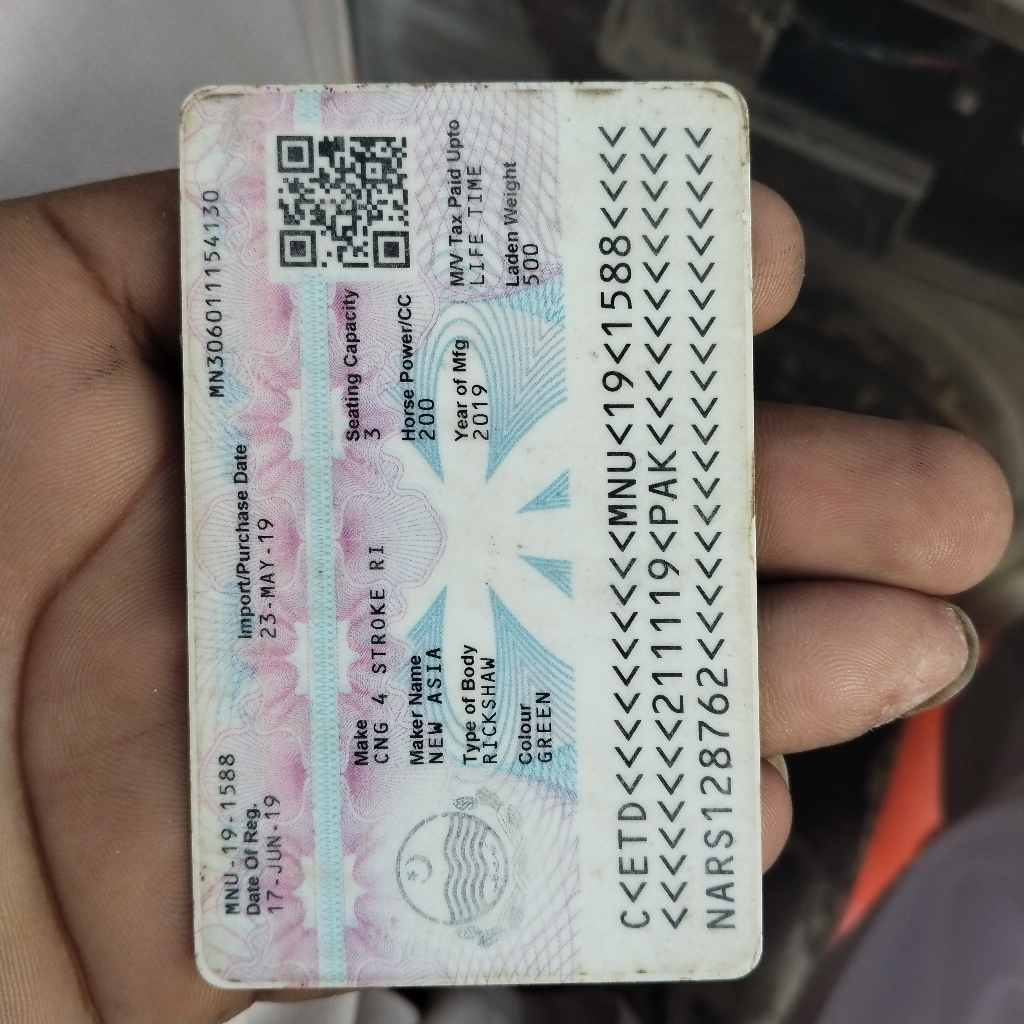 MNU-19-1588
MN3060111154130
Date Of Reg.
Import/Purchase Date
17-JUN-19
23-MAY-19
Make
Seating Capacity
CNG 4 STROKE RI
3
Maker Name
Horse Power/CC
M/V Tax Paid Upto
NEW ASIA
200
LIFE TIME
Type of Body
Year of Mfg
Laden Weight
RICKSHAW
2019
500
Colour
GREEN
C<ETD<<<<<<<<<<<<MNU<19<1588<<<<
<<<<<<<<<<211119<PAK<<<<<<<<<<<<<<<<
NARS128762<<<<<<<<<<<<<<<<<<<<<<<<<<